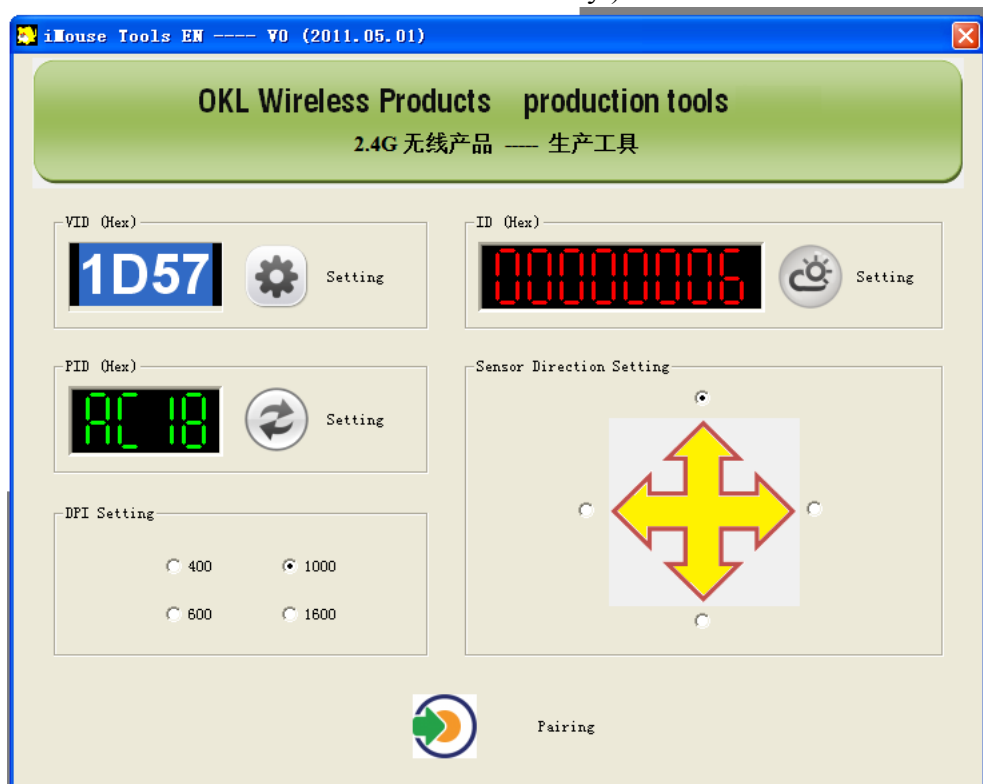 iMouse Tools EN ---- V0 (2011.05.01)
OKL Wireless Products production tools
2.4G 无线产品 ----- 生产工具
VID (Hex)
1D57
Setting
ID (Hex)
00000006
Setting
PID (Hex)
AC18
Setting
Sensor Direction Setting
DPI Setting
400
1000
600
1600
Pairing